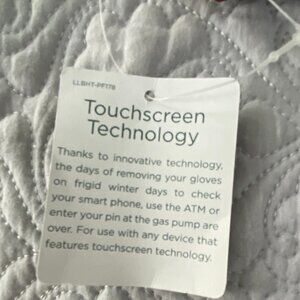 LLBHT-PF178
Touchscreen
Technology
Thanks to innovative technology,
the days of removing your gloves
on frigid winter days to check
your smart phone, use the ATM or
enter your pin at the gas pump are
over. For use with any device that
features touchscreen technology.